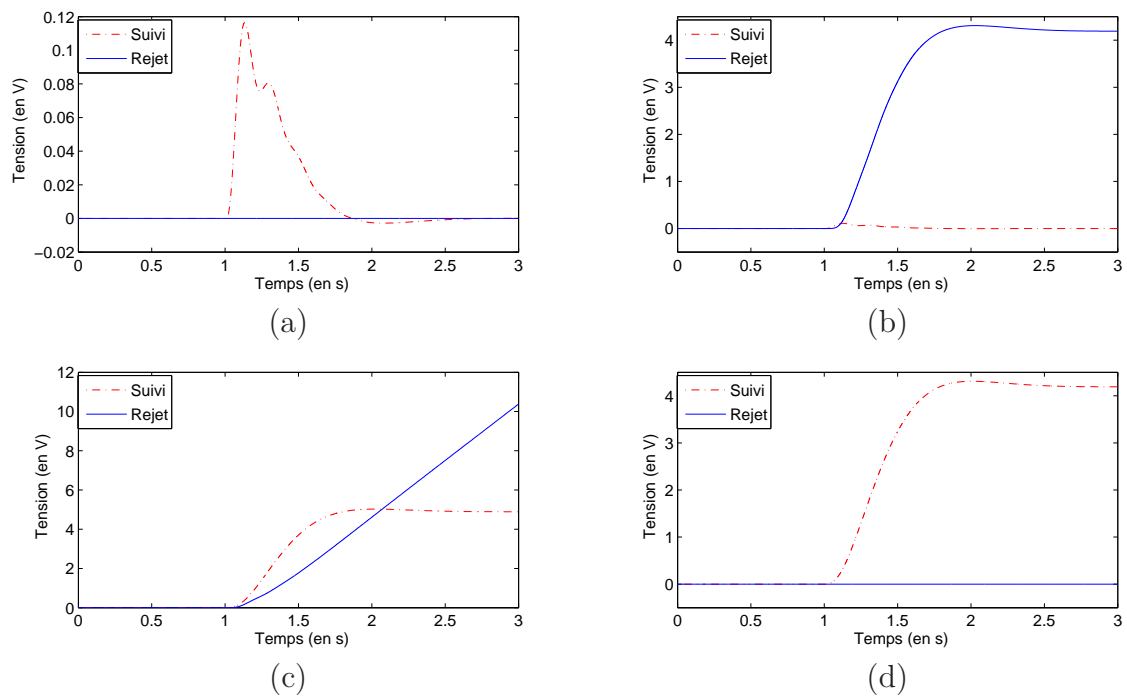 0.12
0.1
0.08
0.06
0.04
0.02
0
−0.02
Tension (en V)
Suivi
Rejet
0 0.5 1 1.5 2 2.5 3
Temps (en s)
(a)
4
3
2
1
0
Tension (en V)
Suivi
Rejet
0 0.5 1 1.5 2 2.5 3
Temps (en s)
(b)
12
10
8
6
4
2
0
Tension (en V)
Suivi
Rejet
0 0.5 1 1.5 2 2.5 3
Temps (en s)
(c)
4
3
2
1
0
Tension (en V)
Suivi
Rejet
0 0.5 1 1.5 2 2.5 3
Temps (en s)
(d)